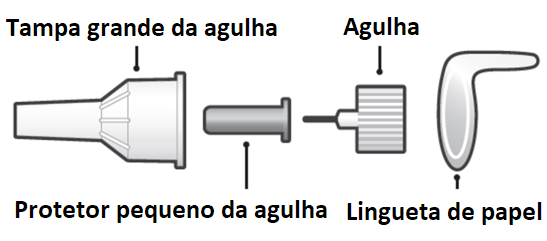 Tampa grande da agulha
Agulha
Protetor pequeno da agulha
Lingueta de papel